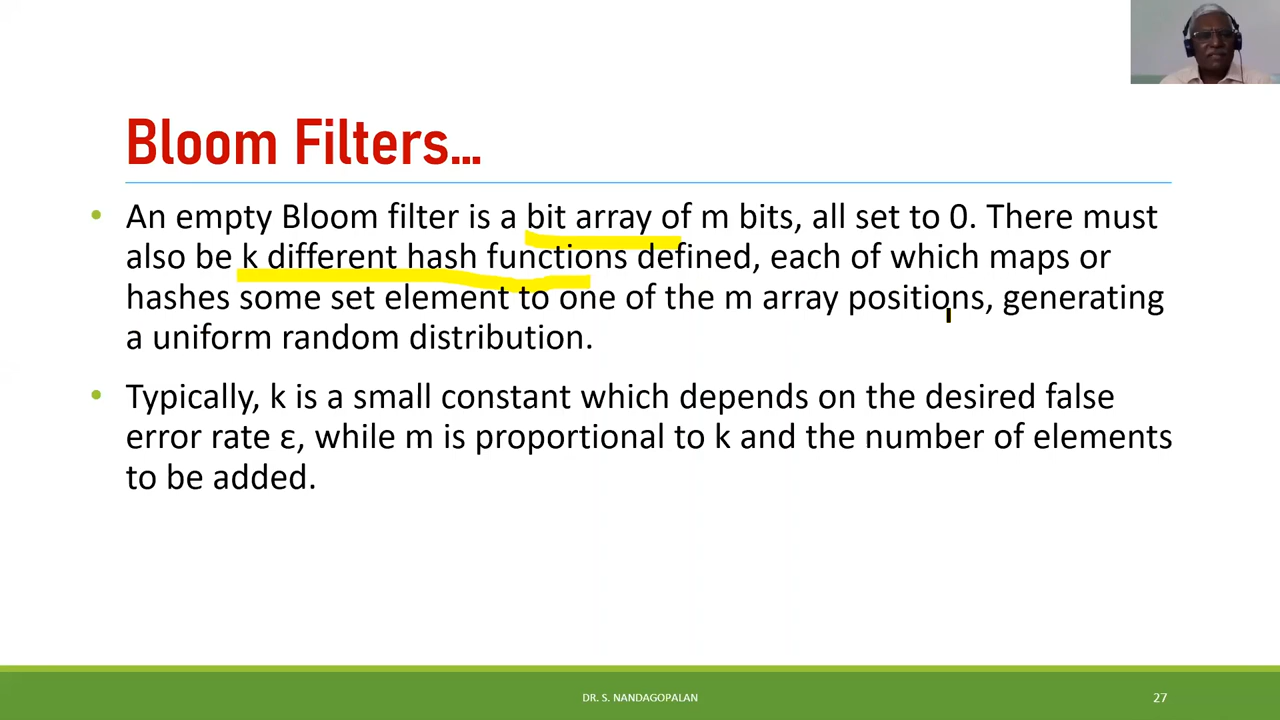 Bloom Filters...
• An empty Bloom filter is a bit array of m bits, all set to 0. There must
also be k different hash functions defined, each of which maps or
hashes some set element to one of the m array positions, generating
a uniform random distribution.
• Typically, k is a small constant which depends on the desired false
error rate ε, while m is proportional to k and the number of elements
to be added.
DR. S. NANDAGOPALAN
27